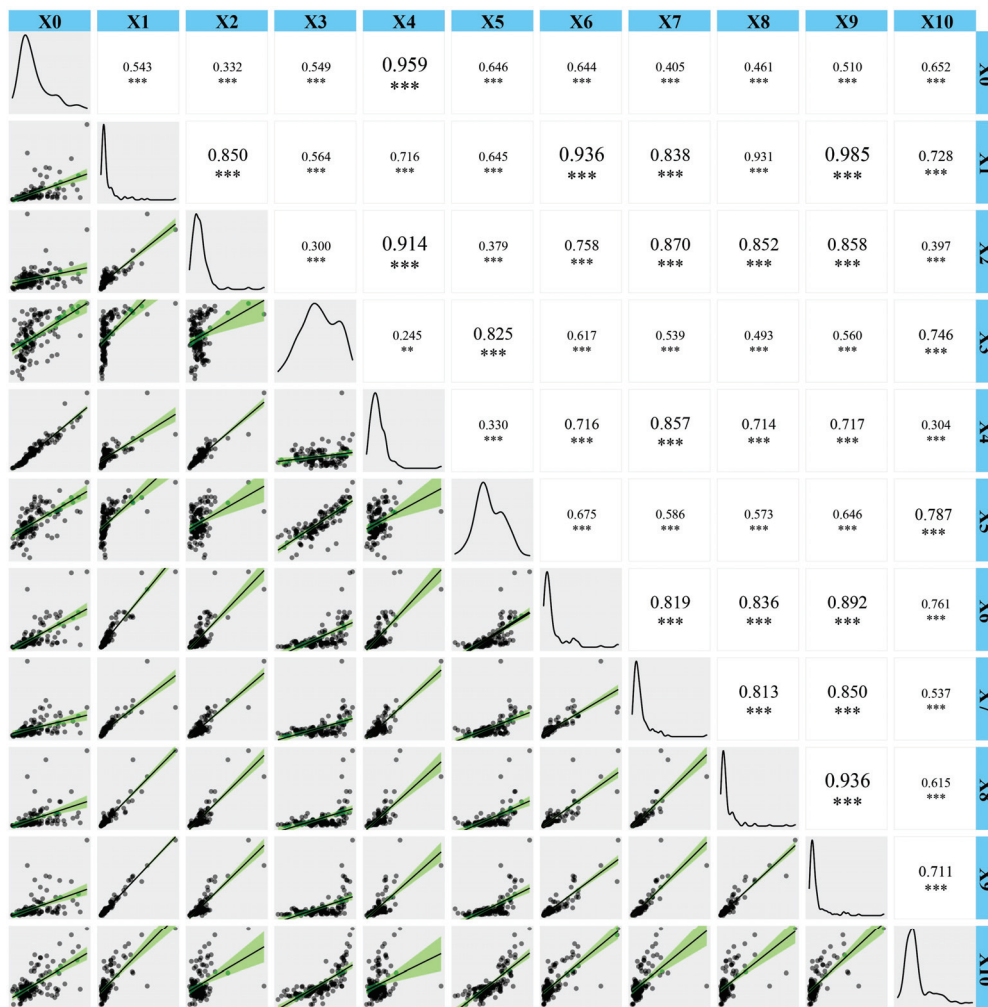 X0 X1 X2 X3 X4 X5 X6 X7 X8 X9 X10
0.543 0.332 0.549 0.959 0.646 0.644 0.405 0.461 0.510 0.652 X0
*** *** *** *** *** *** *** *** *** ***
0.850 0.564 0.716 0.645 0.936 0.838 0.931 0.985 0.728 X1
*** *** *** *** *** *** *** *** ***
0.300 0.914 0.379 0.758 0.870 0.852 0.858 0.397 X2
*** *** *** *** *** *** *** ***
0.245 0.825 0.617 0.539 0.493 0.560 0.746 X3
** *** *** *** *** *** ***
0.330 0.716 0.857 0.714 0.717 0.304 X4
*** *** *** *** *** ***
0.675 0.586 0.573 0.646 0.787 X5
*** *** *** *** ***
0.819 0.836 0.892 0.761 X6
*** *** *** ***
0.813 0.850 0.537 X7
*** *** ***
0.936 0.615 X8
*** ***
0.711 X9
***
X10